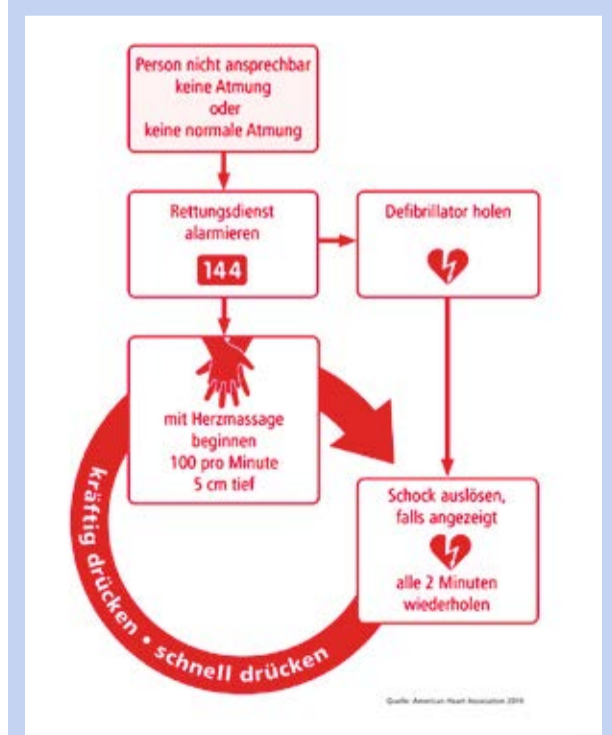 Person nicht ansprechbar
keine Atmung
oder
keine normale Atmung
Rettungsdienst
alarmieren
144
Defibrillator holen
mit Herzmassage
beginnen
100 pro Minute
5 cm tief
Schock auslösen,
falls angezeigt
alle 2 Minuten
wiederholen
kräftig drücken • schnell drücken
Quelle: American Heart Association